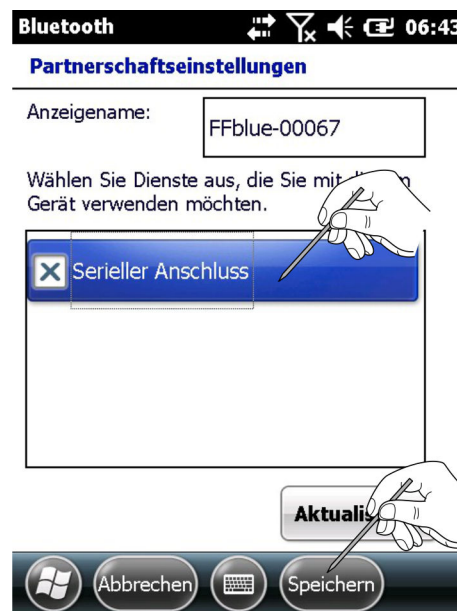 Bluetooth 06:43
Partnerschaftseinstellungen
Anzeigename:
FFblue-00067
Wählen Sie Dienste aus, die Sie mit
Gerät verwenden möchten.
Serieller Anschluss
Abbrechen Speichern